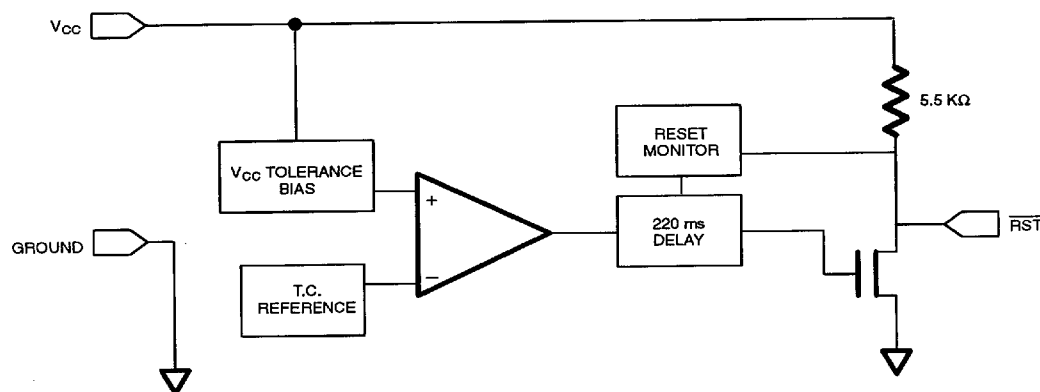 VCC
5.5 KΩ
RESET
MONITOR
VCC TOLERANCE
BIAS
+
220 ms
DELAY
RST
GROUND
−
T.C.
REFERENCE